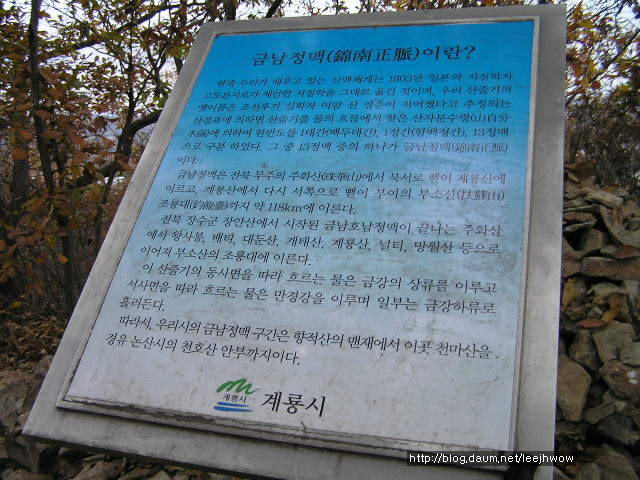 금남정맥(錦南正脈)이란?
현재 우리가 배우고 있는 산맥체계는 1903년 일본의 지질학자
고토분지로가 제안한 지질학을 그대로 옮긴 것이며, 우리 산줄기의
옛이름은 조선후기 실학자 여암 신 경준이 지어졌다고 추정되는
산경표에 의하면 산줄기를 물의 흐름에서 찾은 산자분수령(山自分
水嶺)에 의하여 한반도를 1대간(백두대간), 1정간(함백정간), 13정맥
으로 구분 하였다. 그 중 13정맥 중의 하나가 금남정맥(錦南正脈)
이다.
금남정맥은 전북 무주의 주화산(珠華山)에서 북서로 뻗어 계룡산에
이르고, 계룡산에서 다시 서쪽으로 뻗어 부여의 부소산(扶蘇山)
조룡대(釣龍臺)까지 약 118km에 이른다.
전북 장수군 장안산에서 시작된 금남호남정맥이 끝나는 주화산
에서 왕사봉, 배티, 대둔산, 개태산, 계룡산, 널티, 망월산 등으로
이어져 부소산의 조룡대에 이른다.
이 산줄기의 동사면을 따라 흐르는 물은 금강의 상류를 이루고
서사면을 따라 흐르는 물은 만경강을 이루며 일부는 금강하류로
흘러든다.
따라서, 우리시의 금남정맥 구간은 향적산의 맨재에서 이곳 천마산을
경유 논산시의 천호산 안부까지이다.
계룡시 계룡시
http://blog.daum.net/leejhwow